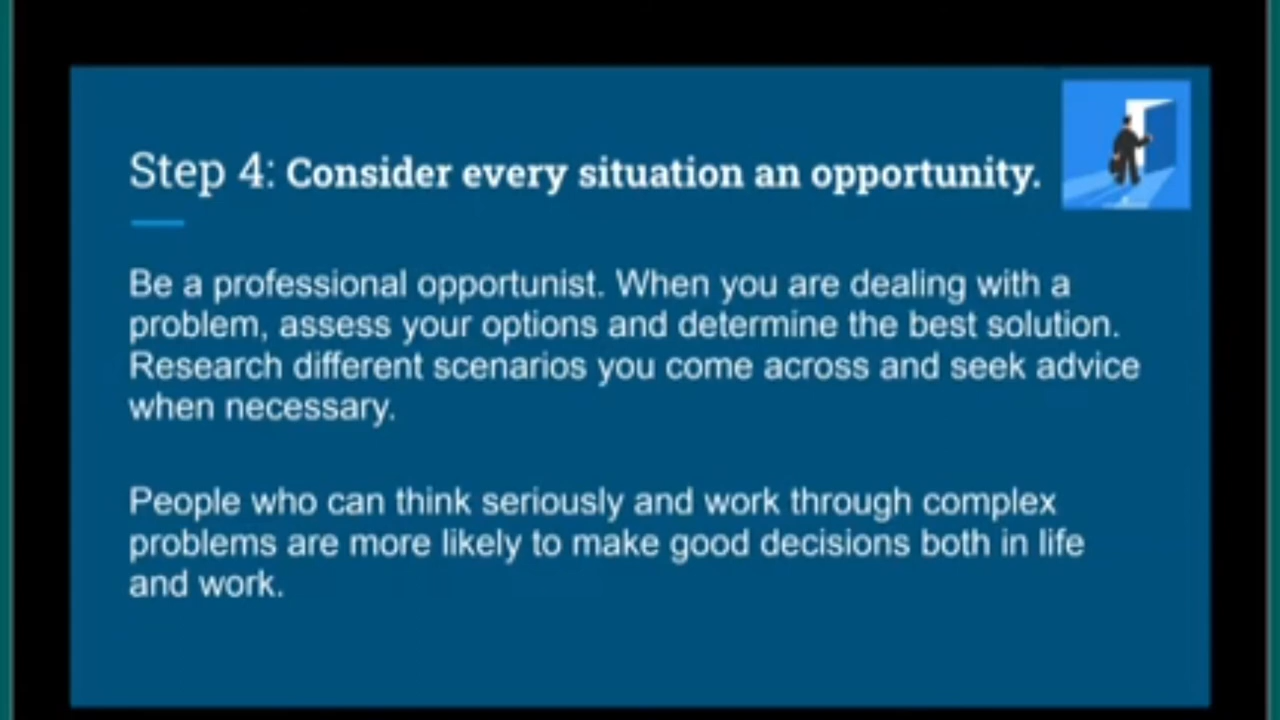 Step 4: Consider every situation an opportunity.
Be a professional opportunist. When you are dealing with a
problem, assess your options and determine the best solution.
Research different scenarios you come across and seek advice
when necessary.
People who can think seriously and work through complex
problems are more likely to make good decisions both in life
and work.